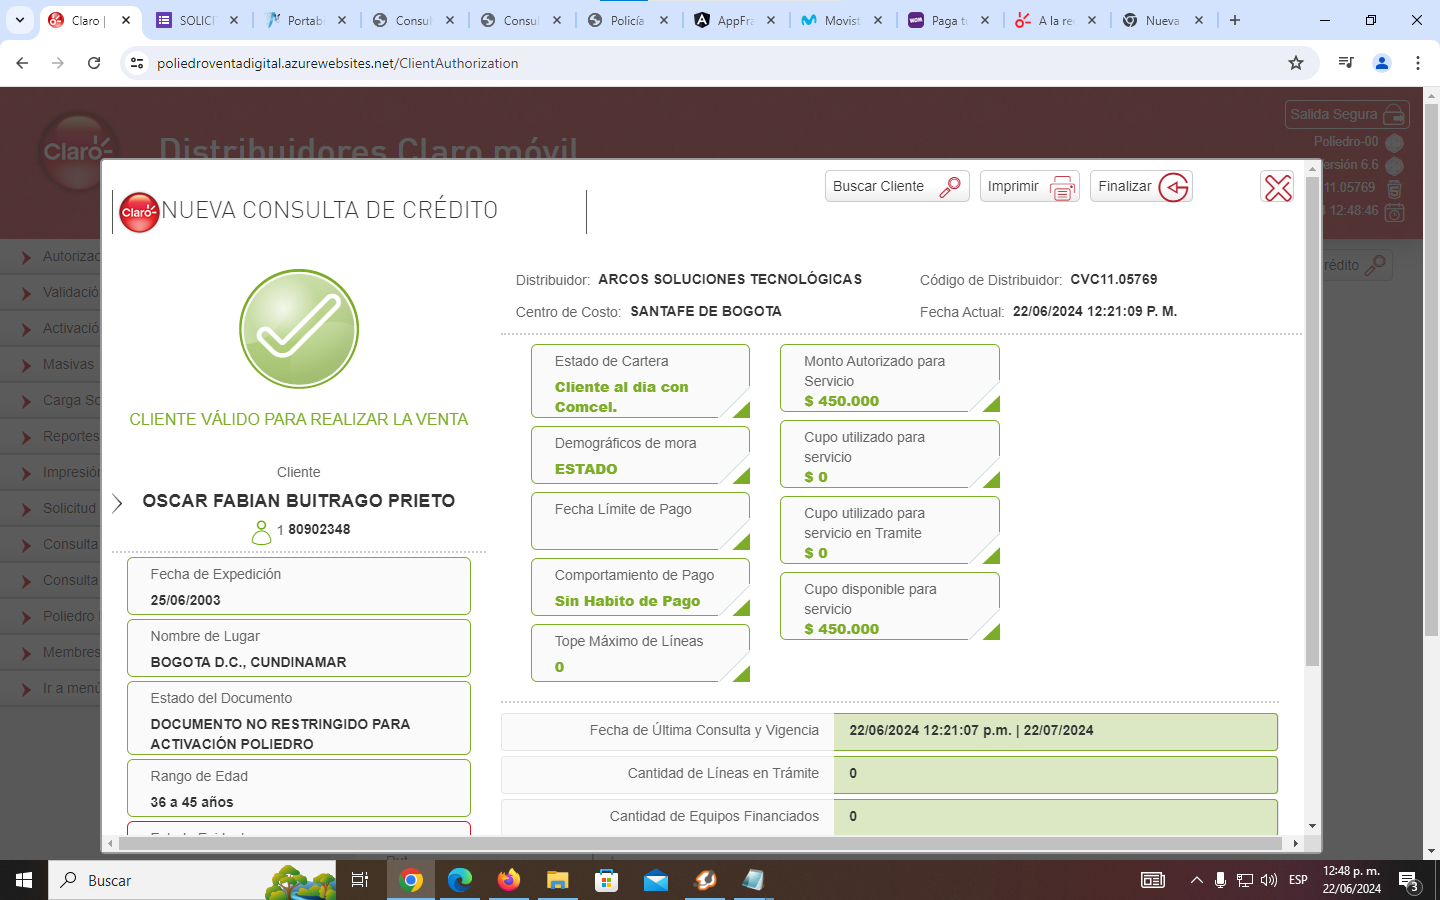 Claro |
SOLICI
Portabi
Consul
Consul
Policía
AppFra
Movist
Paga tu
A la re
Nueva
poliedroventadigital.azurewebsites.net/ClientAuthorization
Claro
Distribuidores Claro móvil
Salida Segura
Poliedro-00
ersión 6.6
11.05769
12:48:46
Autorizac
Validació
Activació
Masivas
Carga So
Reportes
Impresión
Solicitud
Consulta
Consulta
Poliedro
Membres
Ir a menú
rédito
Claro
NUEVA CONSULTA DE CRÉDITO
Buscar Cliente
Imprimir
Finalizar
CLIENTE VÁLIDO PARA REALIZAR LA VENTA
Cliente
OSCAR FABIAN BUITRAGO PRIETO
1 80902348
Fecha de Expedición
25/06/2003
Nombre de Lugar
BOGOTA D.C., CUNDINAMAR
Estado del Documento
DOCUMENTO NO RESTRINGIDO PARA
ACTIVACIÓN POLIEDRO
Rango de Edad
36 a 45 años
Distribuidor: ARCOS SOLUCIONES TECNOLÓGICAS
Código de Distribuidor: CVC11.05769
Centro de Costo: SANTAFE DE BOGOTA
Fecha Actual: 22/06/2024 12:21:09 P. M.
Estado de Cartera
Cliente al dia con
Comcel.
Demográficos de mora
ESTADO
Fecha Límite de Pago
Comportamiento de Pago
Sin Habito de Pago
Tope Máximo de Líneas
0
Monto Autorizado para
Servicio
$ 450.000
Cupo utilizado para
servicio
$ 0
Cupo utilizado para
servicio en Tramite
$ 0
Cupo disponible para
servicio
$ 450.000
Fecha de Última Consulta y Vigencia 22/06/2024 12:21:07 p.m. | 22/07/2024
Cantidad de Líneas en Trámite 0
Cantidad de Equipos Financiados 0
Buscar
ESP
12:48 p. m.
22/06/2024
3